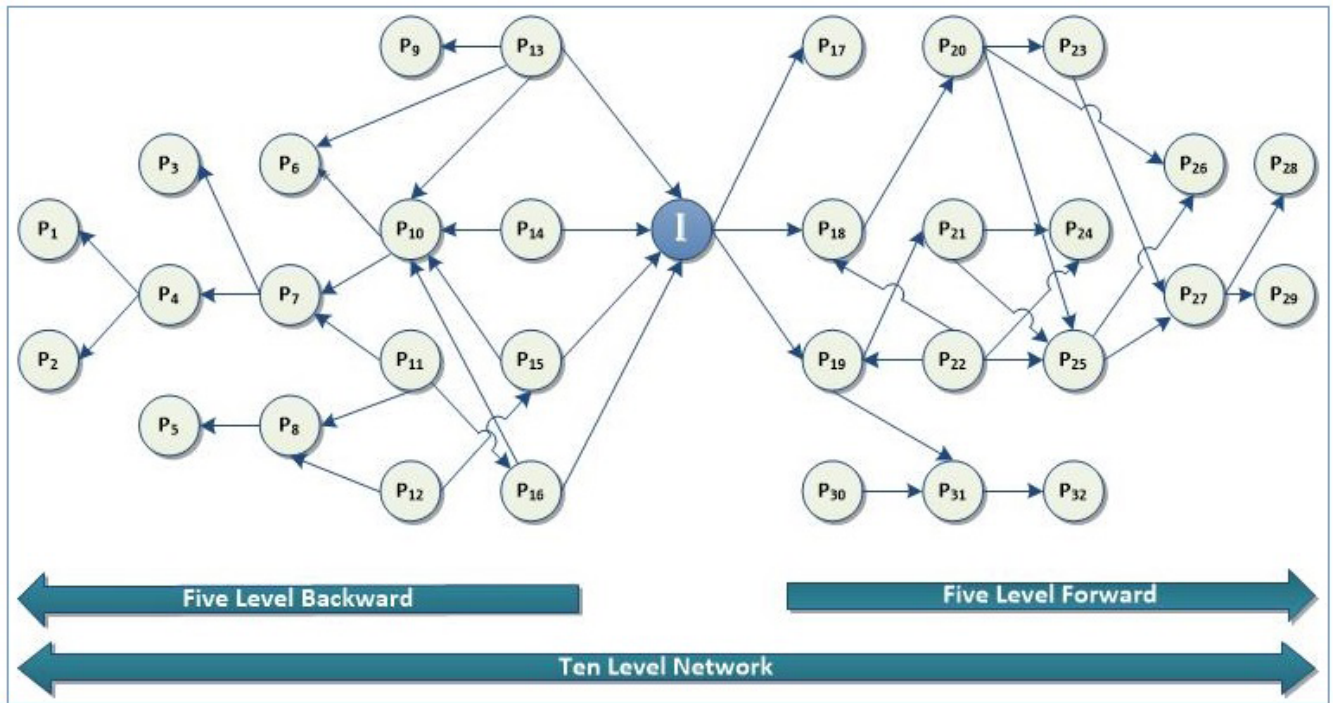 P9 P13 P17 P20 P23
P3 P6 P26 P28
P1 P10 P14 I P18 P21 P24
P4 P7 P27 P29
P2 P11 P15 P19 P22 P25
P5 P8
P12 P16 P30 P31 P32
Five Level Backward Five Level Forward
Ten Level Network